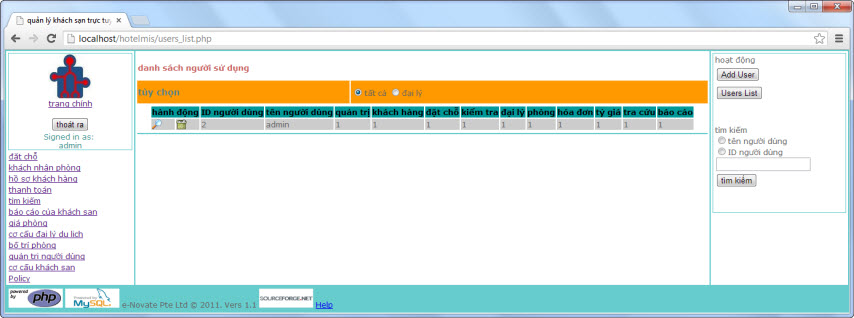 quản lý khách sạn trực tuy
localhost/hotelmis/users_list.php
trang chính
thoát ra
Signed in as:
admin
đặt chỗ
khách nhận phòng
hồ sơ khách hàng
thanh toán
tìm kiếm
báo cáo của khách sạn
giá phòng
cơ cấu đại lý du lịch
bố trí phòng
quản trị người dùng
cơ cấu khách sạn
Policy
danh sách người sử dụng
tùy chọn
tất cả đại lý
hành động ID người dùng tên người dùng quản trị khách hàng đặt chỗ kiểm tra đại lý phòng hóa đơn tỷ giá tra cứu báo cáo
2 admin 1 1 1 1 1 1 1 1 1 1
hoạt động
Add User
Users List
tìm kiếm
tên người dùng
ID người dùng
tìm kiếm
powered by php Powered by MySQL e-Novate Pte Ltd © 2011. Vers 1.1 SOURCEFORGE.NET Help